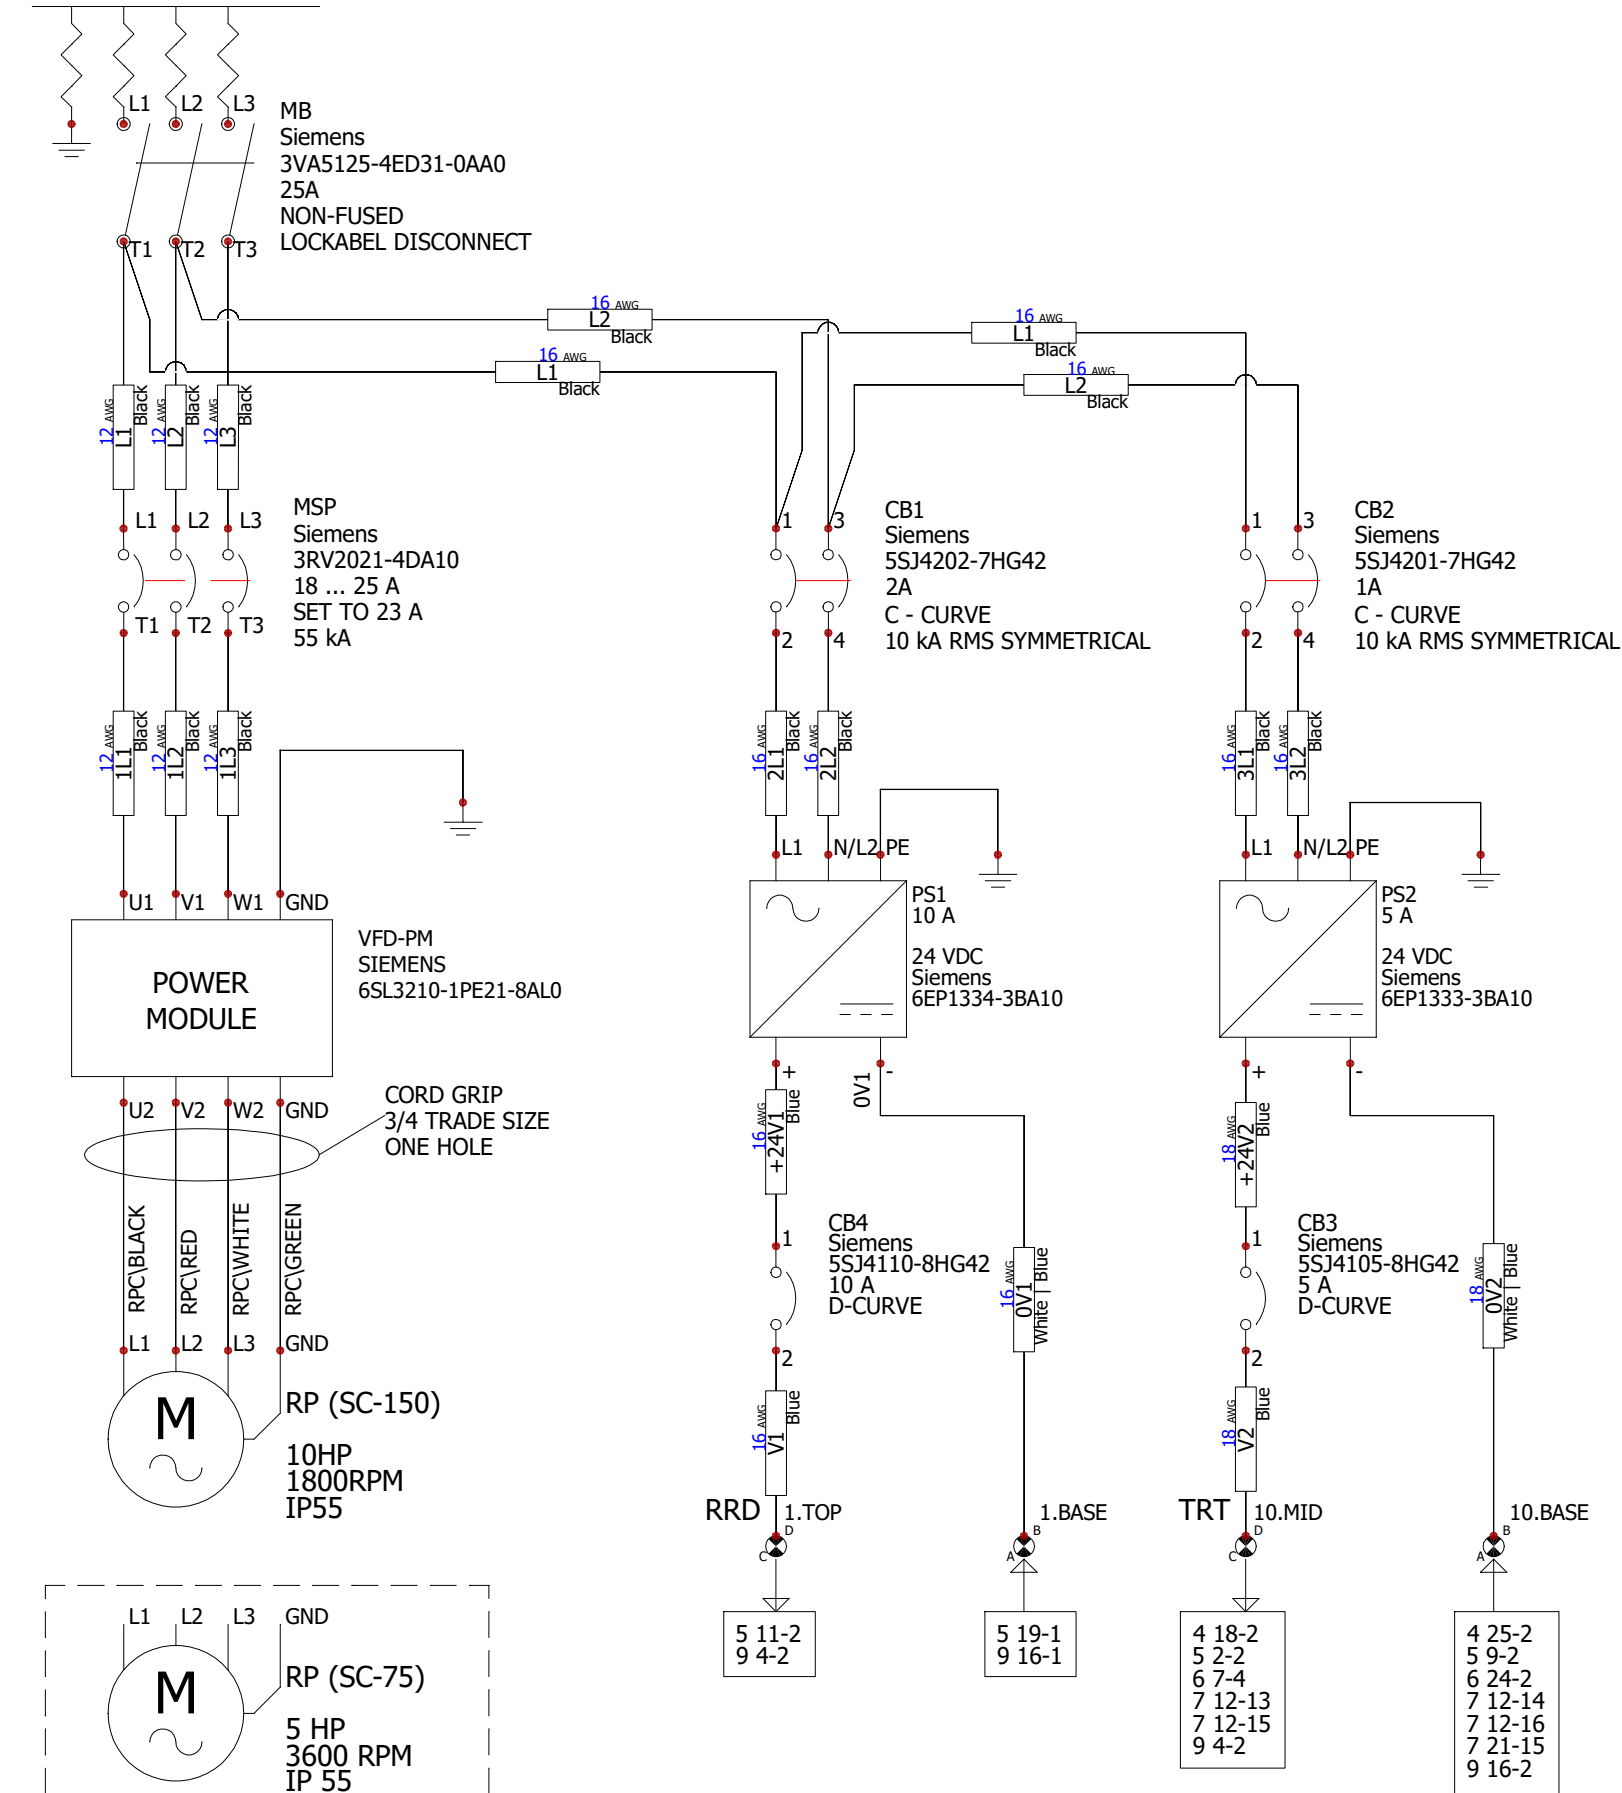 L1 L2 L3
MB
Siemens
3VA5125-4ED31-0AA0
25A
NON-FUSED
LOCKABEL DISCONNECT
T1 T2 T3
16 AWG
L2
Black
16 AWG
L1
Black
16 AWG
L1
Black
16 AWG
L2
Black
12 AWG
L1
Black
12 AWG
L2
Black
12 AWG
L3
Black
L1 L2 L3
MSP
Siemens
3RV2021-4DA10
18 ... 25 A
SET TO 23 A
55 kA
T1 T2 T3
1 3
CB1
Siemens
5SJ4202-7HG42
2A
C - CURVE
10 kA RMS SYMMETRICAL
2 4
1 3
CB2
Siemens
5SJ4201-7HG42
1A
C - CURVE
10 kA RMS SYMMETRICAL
2 4
12 AWG
1L1
Black
12 AWG
1L2
Black
12 AWG
1L3
Black
16 AWG
2L1
Black
16 AWG
2L2
Black
16 AWG
3L1
Black
16 AWG
3L2
Black
U1 V1 W1 GND
POWER
MODULE
VFD-PM
SIEMENS
6SL3210-1PE21-8AL0
U2 V2 W2 GND
L1 N/L2 PE
PS1
10 A
24 VDC
Siemens
6EP1334-3BA10
+ -
L1 N/L2 PE
PS2
5 A
24 VDC
Siemens
6EP1333-3BA10
+ -
CORD GRIP
3/4 TRADE SIZE
ONE HOLE
RPC\BLACK
RPC\RED
RPC\WHITE
RPC\GREEN
L1 L2 L3 GND
M
RP (SC-150)
10HP
1800RPM
IP55
16 AWG
+24V1
Blue
0V1
1
CB4
Siemens
5SJ4110-8HG42
10 A
D-CURVE
2
16 AWG
0V1
White | Blue
16 AWG
V1
Blue
18 AWG
+24V2
Blue
1
CB3
Siemens
5SJ4105-8HG42
5 A
D-CURVE
2
18 AWG
0V2
White | Blue
18 AWG
V2
Blue
RRD 1.TOP
D
C
1.BASE
B
A
TRT 10.MID
D
C
10.BASE
B
A
5 11-2
9 4-2
5 19-1
9 16-1
4 18-2
5 2-2
6 7-4
7 12-13
7 12-15
9 4-2
4 25-2
5 9-2
6 24-2
7 12-14
7 12-16
7 21-15
9 16-2
L1 L2 L3 GND
M
RP (SC-75)
5 HP
3600 RPM
IP 55